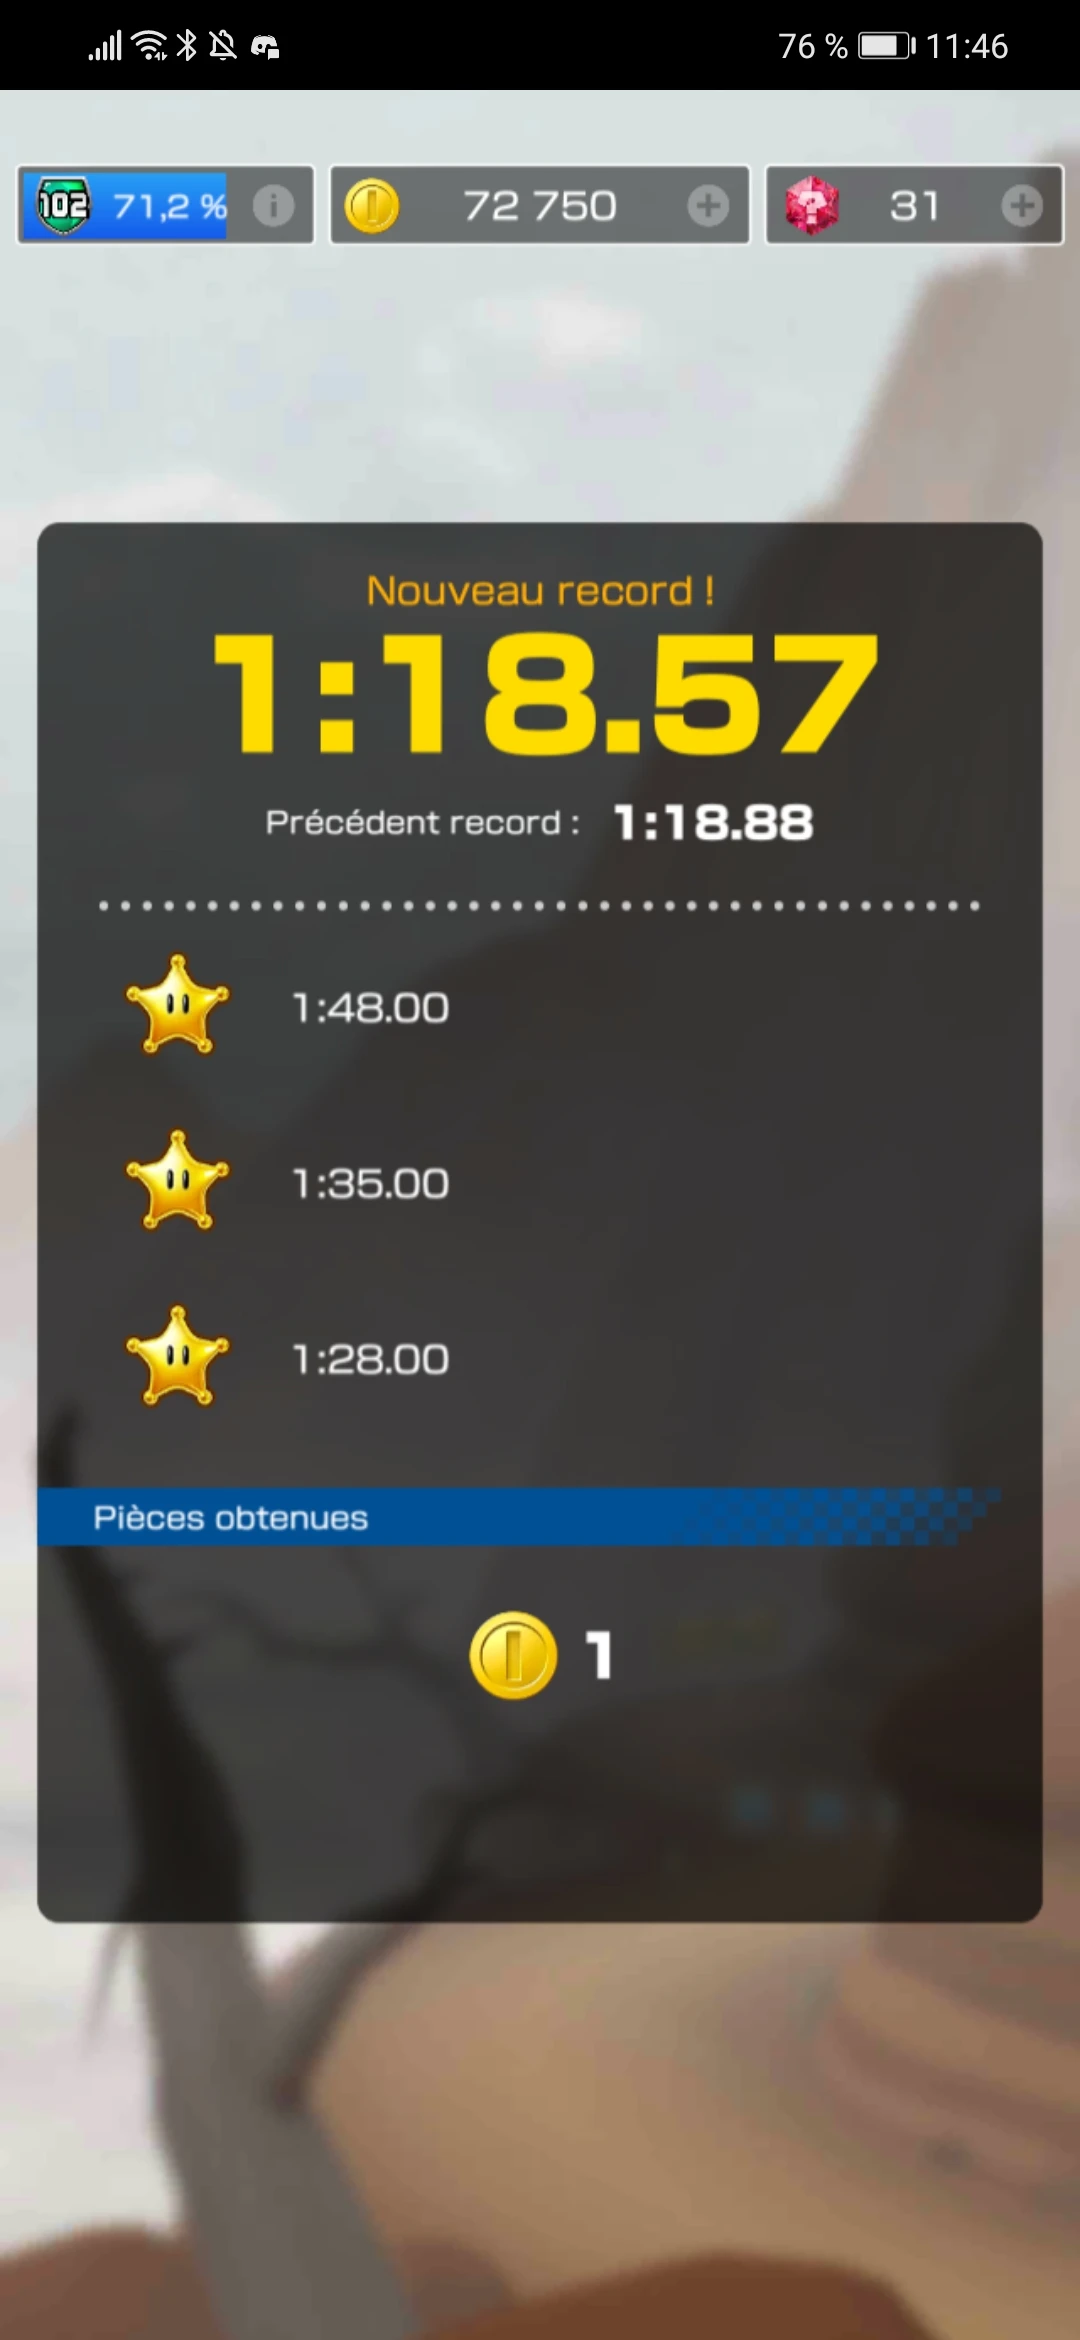 76 % 11:46
102 71,2 % 72 750 31
Nouveau record !
1:18.57
Précédent record : 1:18.88
1:48.00
1:35.00
1:28.00
Pièces obtenues
1